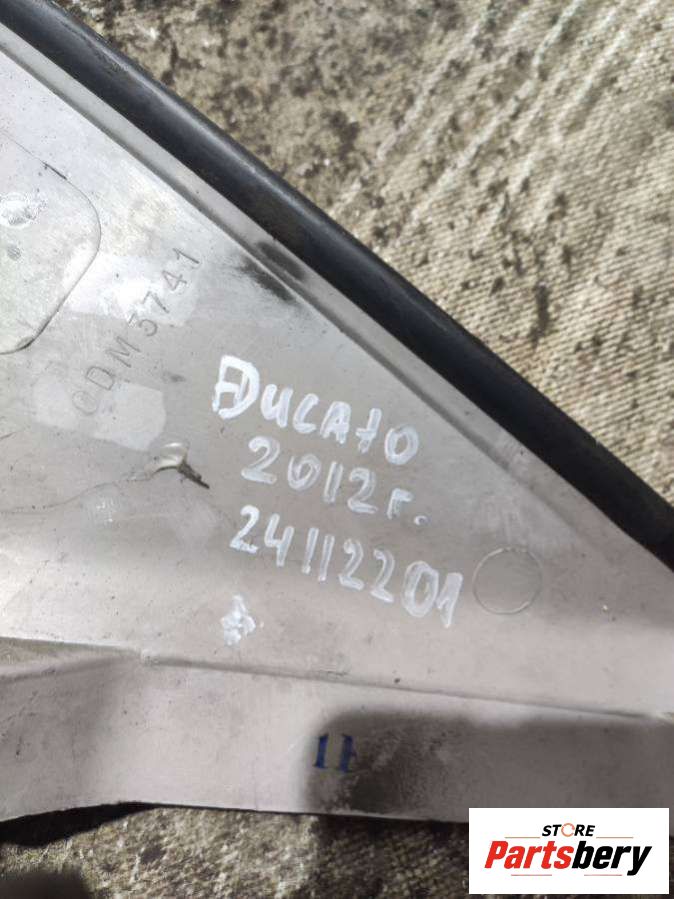 CDM3741
DUCATO
2012г.
24112201
11
STORE
Partsbery